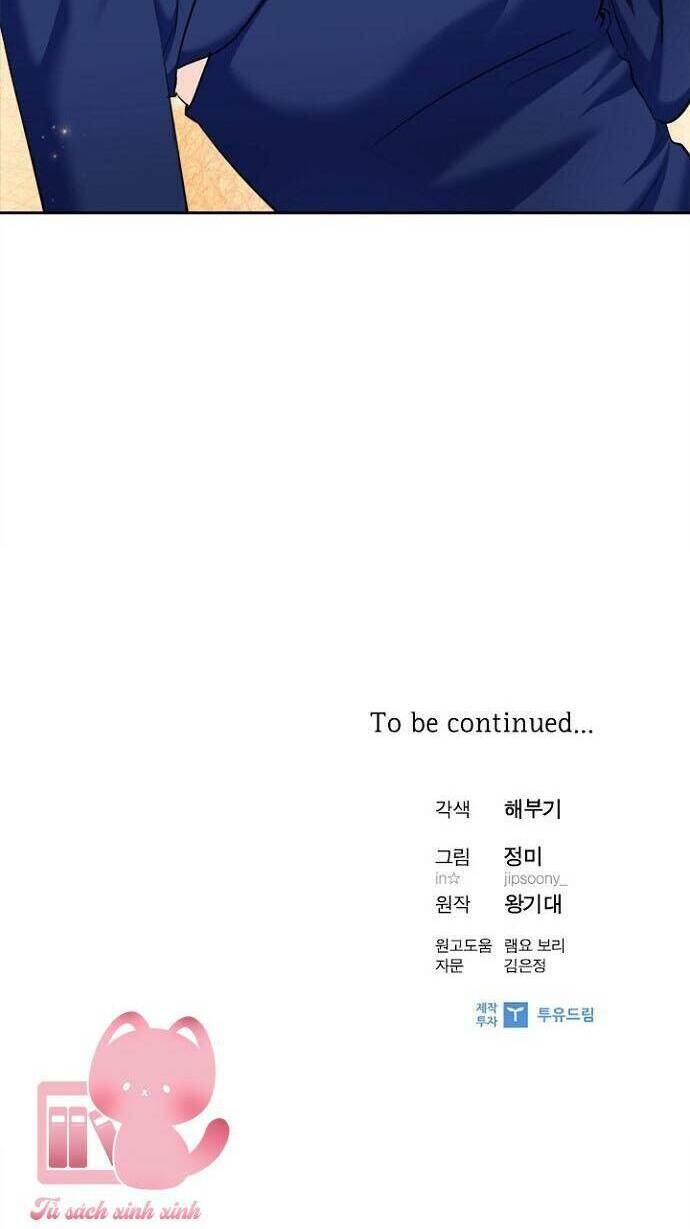 To be continued...
각색 해부기
그림 정미
in☆ jipsoony_
원작 왕기대
원고도움 램요 보리
자문 김은정
제작 투유드림
투자
Tủ sách xinh xinh